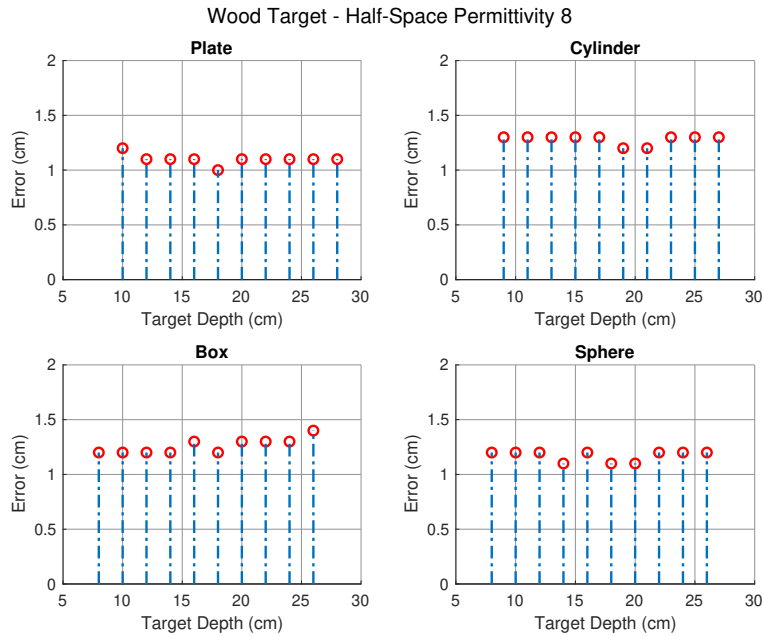 Wood Target - Half-Space Permittivity 8
Plate
2
1.5
1
0.5
0
Error (cm)
5 10 15 20 25 30
Target Depth (cm)
Cylinder
2
1.5
1
0.5
0
Error (cm)
5 10 15 20 25 30
Target Depth (cm)
Box
2
1.5
1
0.5
0
Error (cm)
5 10 15 20 25 30
Target Depth (cm)
Sphere
2
1.5
1
0.5
0
Error (cm)
5 10 15 20 25 30
Target Depth (cm)